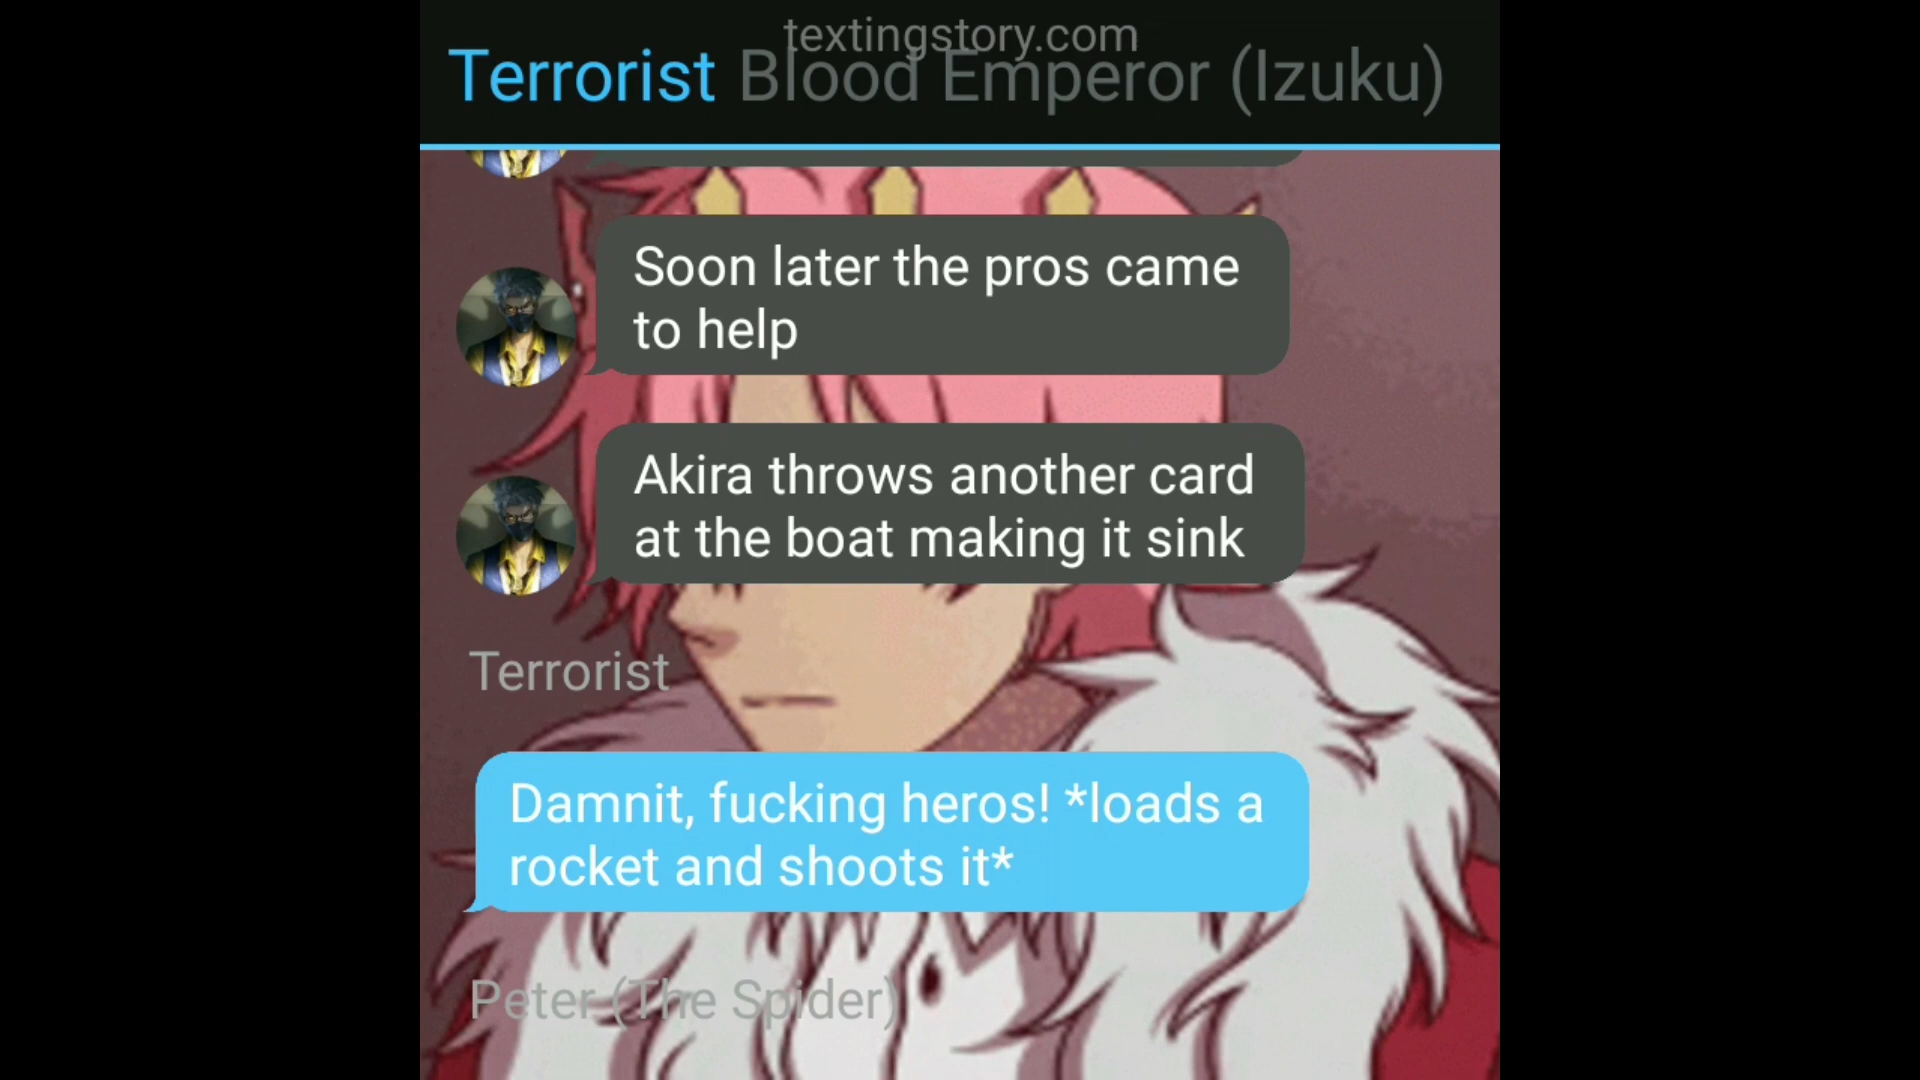 textingstory.com
Terrorist Blood Emperor (Izuku)
Soon later the pros came
to help
Akira throws another card
at the boat making it sink
Terrorist
Damnit, fucking heros! *loads a
rocket and shoots it*
Peter (The Spider)